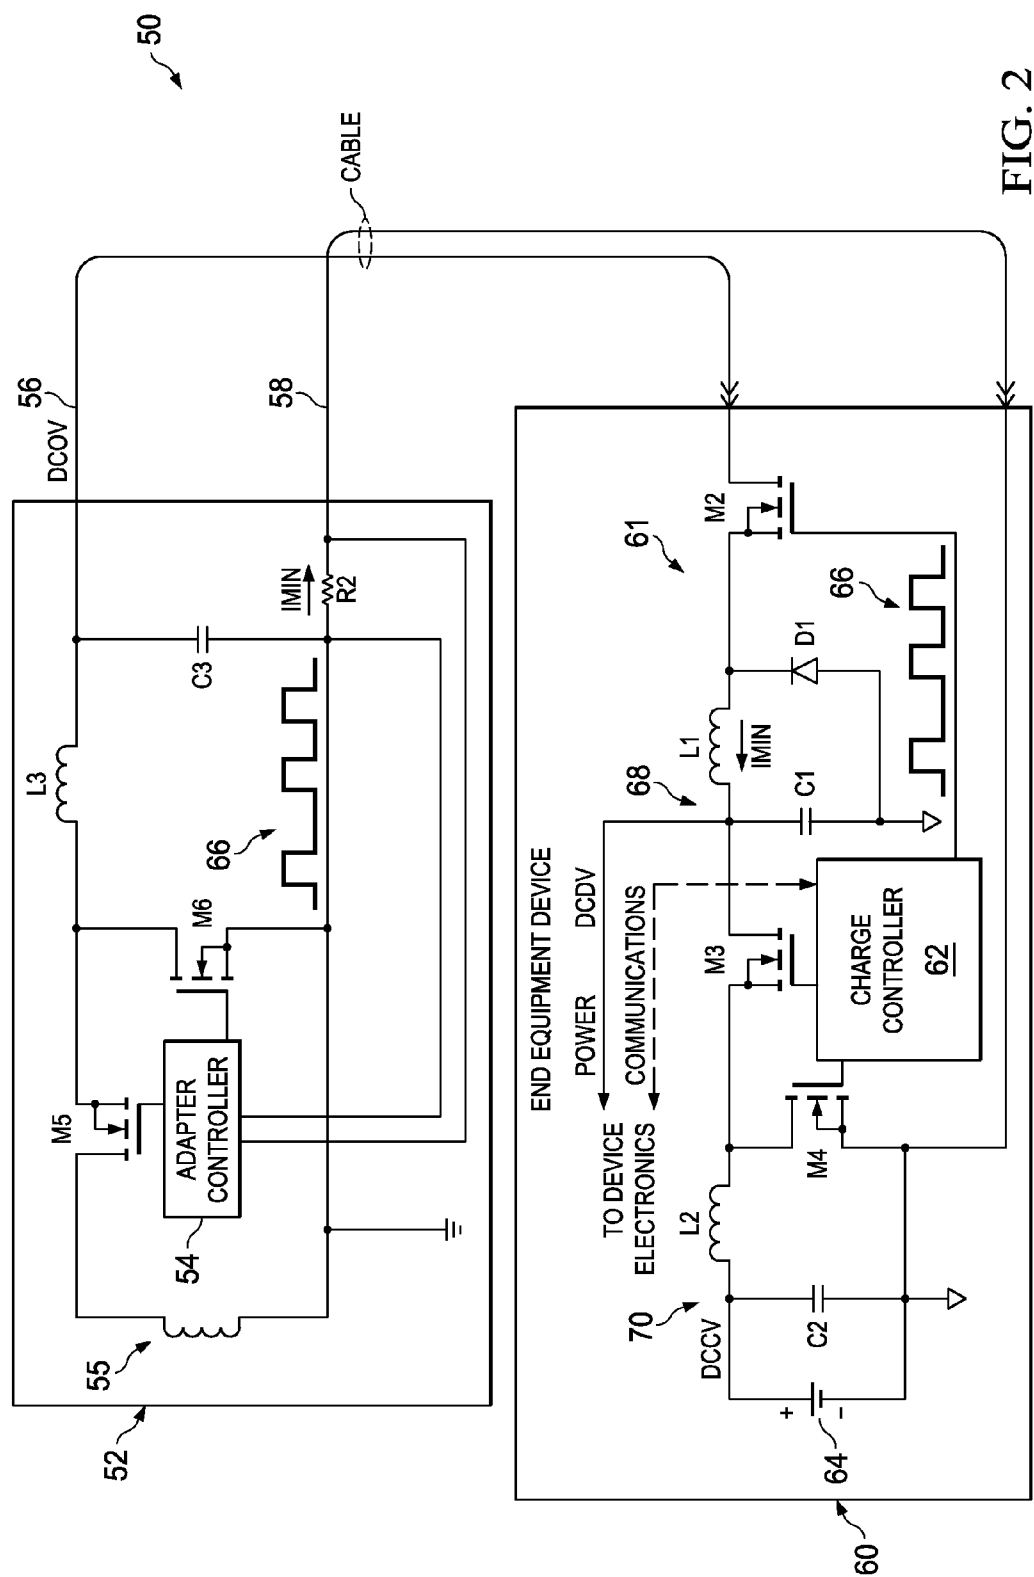 50
56
DCOV
58
CABLE
L3
C3
IMIN
R2
66
M6
M5
ADAPTER
CONTROLLER
54
55
52
END EQUIPMENT DEVICE
61
M2
66
D1
L1
IMIN
68
C1
POWER
DCDV
COMMUNICATIONS
TO DEVICE
ELECTRONICS
M3
CHARGE
CONTROLLER
62
M4
L2
70
DCCV
C2
+
–
64
60
FIG. 2